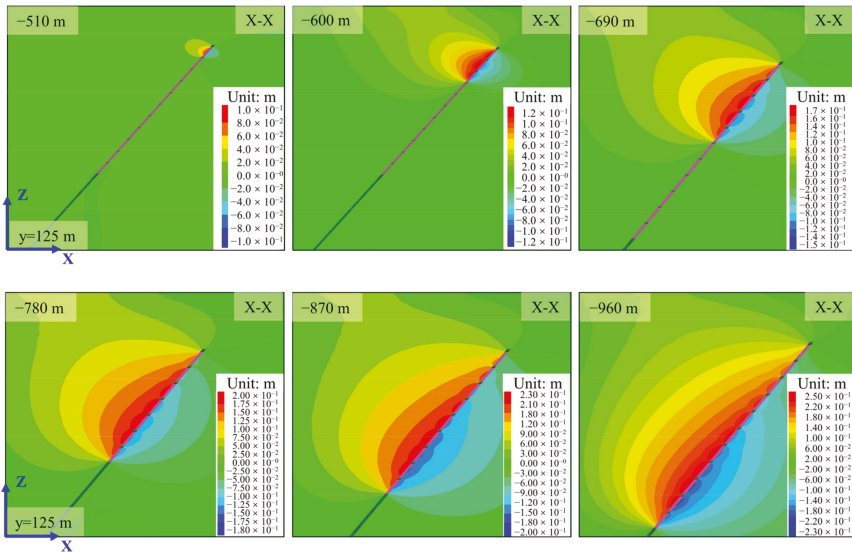 −510 m
X-X
Unit: m
1.0 × 10⁻¹
8.0 × 10⁻²
6.0 × 10⁻²
4.0 × 10⁻²
2.0 × 10⁻²
0.0 × 10⁻⁰
−2.0 × 10⁻²
−4.0 × 10⁻²
−6.0 × 10⁻²
−8.0 × 10⁻²
−1.0 × 10⁻¹
Z
y=125 m
X
−600 m
X-X
Unit: m
1.2 × 10⁻¹
1.0 × 10⁻¹
8.0 × 10⁻²
6.0 × 10⁻²
4.0 × 10⁻²
2.0 × 10⁻²
0.0 × 10⁻⁰
−2.0 × 10⁻²
−4.0 × 10⁻²
−6.0 × 10⁻²
−8.0 × 10⁻²
−1.0 × 10⁻¹
−1.2 × 10⁻¹
−690 m
X-X
Unit: m
1.7 × 10⁻¹
1.6 × 10⁻¹
1.4 × 10⁻¹
1.2 × 10⁻¹
1.0 × 10⁻¹
8.0 × 10⁻²
6.0 × 10⁻²
4.0 × 10⁻²
2.0 × 10⁻²
0.0 × 10⁻⁰
−2.0 × 10⁻²
−4.0 × 10⁻²
−6.0 × 10⁻²
−8.0 × 10⁻²
−1.0 × 10⁻¹
−1.2 × 10⁻¹
−1.4 × 10⁻¹
−1.5 × 10⁻¹
−780 m
X-X
Unit: m
2.00 × 10⁻¹
1.75 × 10⁻¹
1.50 × 10⁻¹
1.25 × 10⁻¹
1.00 × 10⁻¹
7.50 × 10⁻²
5.00 × 10⁻²
2.50 × 10⁻²
0.00 × 10⁻⁰
−2.50 × 10⁻²
−5.00 × 10⁻²
−7.50 × 10⁻²
−1.00 × 10⁻¹
−1.25 × 10⁻¹
−1.50 × 10⁻¹
−1.75 × 10⁻¹
−1.80 × 10⁻¹
Z
y=125 m
X
−870 m
X-X
Unit: m
2.30 × 10⁻¹
2.10 × 10⁻¹
1.80 × 10⁻¹
1.50 × 10⁻¹
1.20 × 10⁻¹
9.00 × 10⁻²
6.00 × 10⁻²
3.00 × 10⁻²
0.00 × 10⁻⁰
−3.00 × 10⁻²
−6.00 × 10⁻²
−9.00 × 10⁻²
−1.20 × 10⁻¹
−1.50 × 10⁻¹
−1.80 × 10⁻¹
−2.00 × 10⁻¹
−960 m
X-X
Unit: m
2.50 × 10⁻¹
2.20 × 10⁻¹
1.80 × 10⁻¹
1.40 × 10⁻¹
1.00 × 10⁻¹
6.00 × 10⁻²
2.00 × 10⁻²
−2.00 × 10⁻²
−6.00 × 10⁻²
−1.00 × 10⁻¹
−1.40 × 10⁻¹
−1.80 × 10⁻¹
−2.20 × 10⁻¹
−2.30 × 10⁻¹